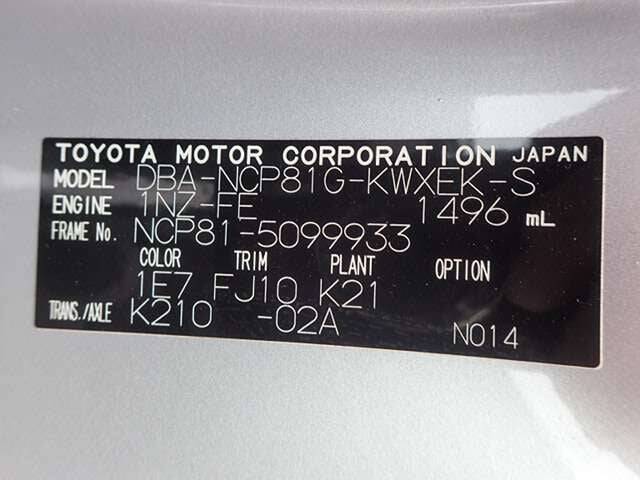 TOYOTA MOTOR CORPORATION JAPAN
MODEL DBA-NCP81G-KWXEK-S
ENGINE 1NZ-FE 1496 mL
FRAME No. NCP81-5099933
COLOR TRIM PLANT OPTION
1E7 FJ10 K21
TRANS./AXLE K210 -02A
N014